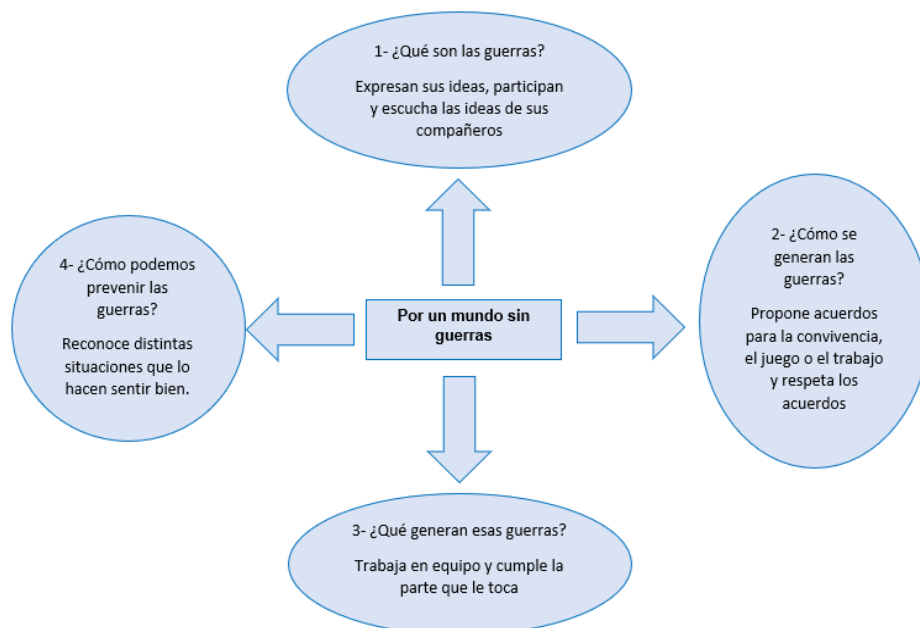 1- ¿Qué son las guerras?
Expresan sus ideas, participan
y escucha las ideas de sus
compañeros
2- ¿Cómo se
generan las
guerras?
Propone acuerdos
para la convivencia,
el juego o el trabajo
y respeta los
acuerdos
4- ¿Cómo podemos
prevenir las
guerras?
Reconoce distintas
situaciones que lo
hacen sentir bien.
Por un mundo sin
guerras
3- ¿Qué generan esas guerras?
Trabaja en equipo y cumple la
parte que le toca